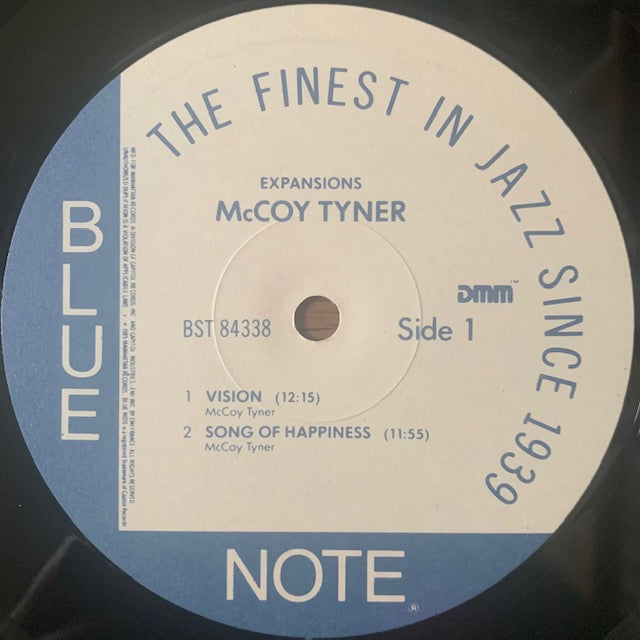 THE FINEST IN JAZZ SINCE 1939
EXPANSIONS
McCOY TYNER
dmm™
BST 84338
Side 1
1 VISION (12:15)
McCoy Tyner
2 SONG OF HAPPINESS (11:55)
McCoy Tyner
BLUE
NOTE®